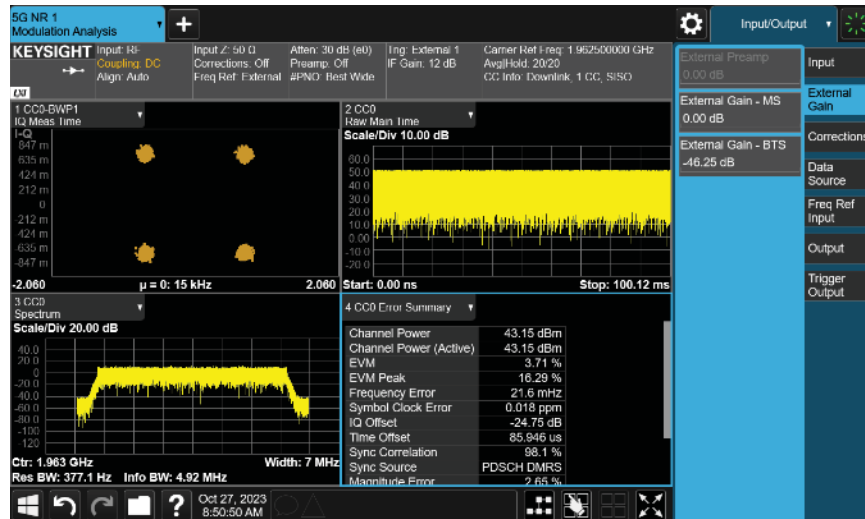 5G NR 1
Modulation Analysis
Input/Output
KEYSIGHT
Input: RF
Coupling: DC
Align: Auto
Input Z: 50 Ω
Corrections: Off
Freq Ref: External
Atten: 30 dB (e0)
Preamp: Off
#PNO: Best Wide
Trig: External 1
IF Gain: 12 dB
Carrier Ref Freq: 1.962500000 GHz
Avg|Hold: 20/20
CC Info: Downlink, 1 CC, SISO
LXI
External Preamp
0.00 dB
External Gain - MS
0.00 dB
External Gain - BTS
-46.25 dB
Input
External
Gain
Corrections
Data
Source
Freq Ref
Input
Output
Trigger
Output
1 CC0-BWP1
IQ Meas Time
I-Q
847 m
635 m
424 m
212 m
0
-212 m
-424 m
-635 m
-847 m
-2.060
µ = 0: 15 kHz
2.060
2 CC0
Raw Main Time
Scale/Div 10.00 dB
60.0
50.0
40.0
30.0
20.0
10.0
0.00
-10.0
-20.0
Start: 0.00 ns
Stop: 100.12 ms
3 CC0
Spectrum
Scale/Div 20.00 dB
40.0
20.0
0
-20.0
-40.0
-60.0
-80.0
-100
-120
Ctr: 1.963 GHz
Width: 7 MHz
Res BW: 377.1 Hz Info BW: 4.92 MHz
4 CC0 Error Summary
Channel Power 43.15 dBm
Channel Power (Active) 43.15 dBm
EVM 3.71 %
EVM Peak 16.29 %
Frequency Error 21.6 mHz
Symbol Clock Error 0.018 ppm
IQ Offset -24.75 dB
Time Offset 85.946 us
Sync Correlation 98.1 %
Sync Source PDSCH DMRS
Magnitude Error 2.65 %
?
Oct 27, 2023
8:50:50 AM